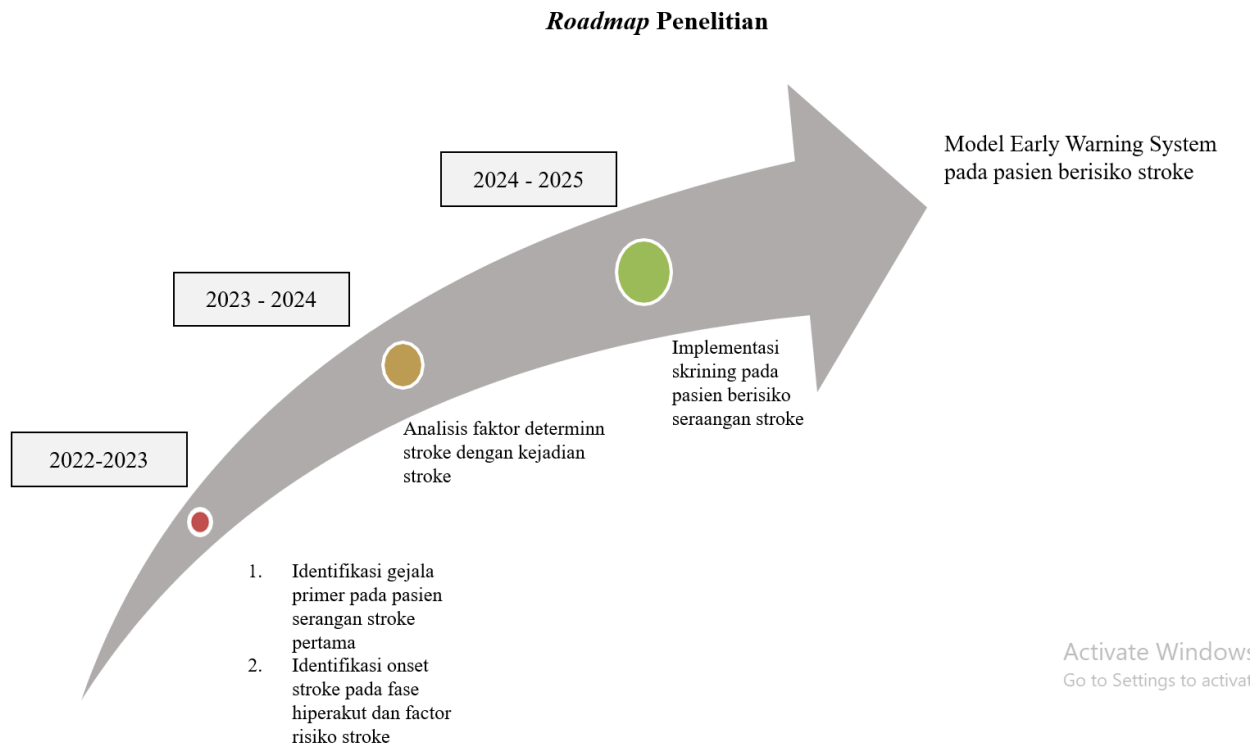 Roadmap Penelitian
Model Early Warning System
pada pasien berisiko stroke
2024 - 2025
2023 - 2024
Implementasi
skrining pada
pasien berisiko
seraangan stroke
Analisis faktor determinn
stroke dengan kejadian
stroke
2022-2023
1. Identifikasi gejala
primer pada pasien
serangan stroke
pertama
2. Identifikasi onset
stroke pada fase
hiperakut dan factor
risiko stroke
Activate Windows
Go to Settings to activat